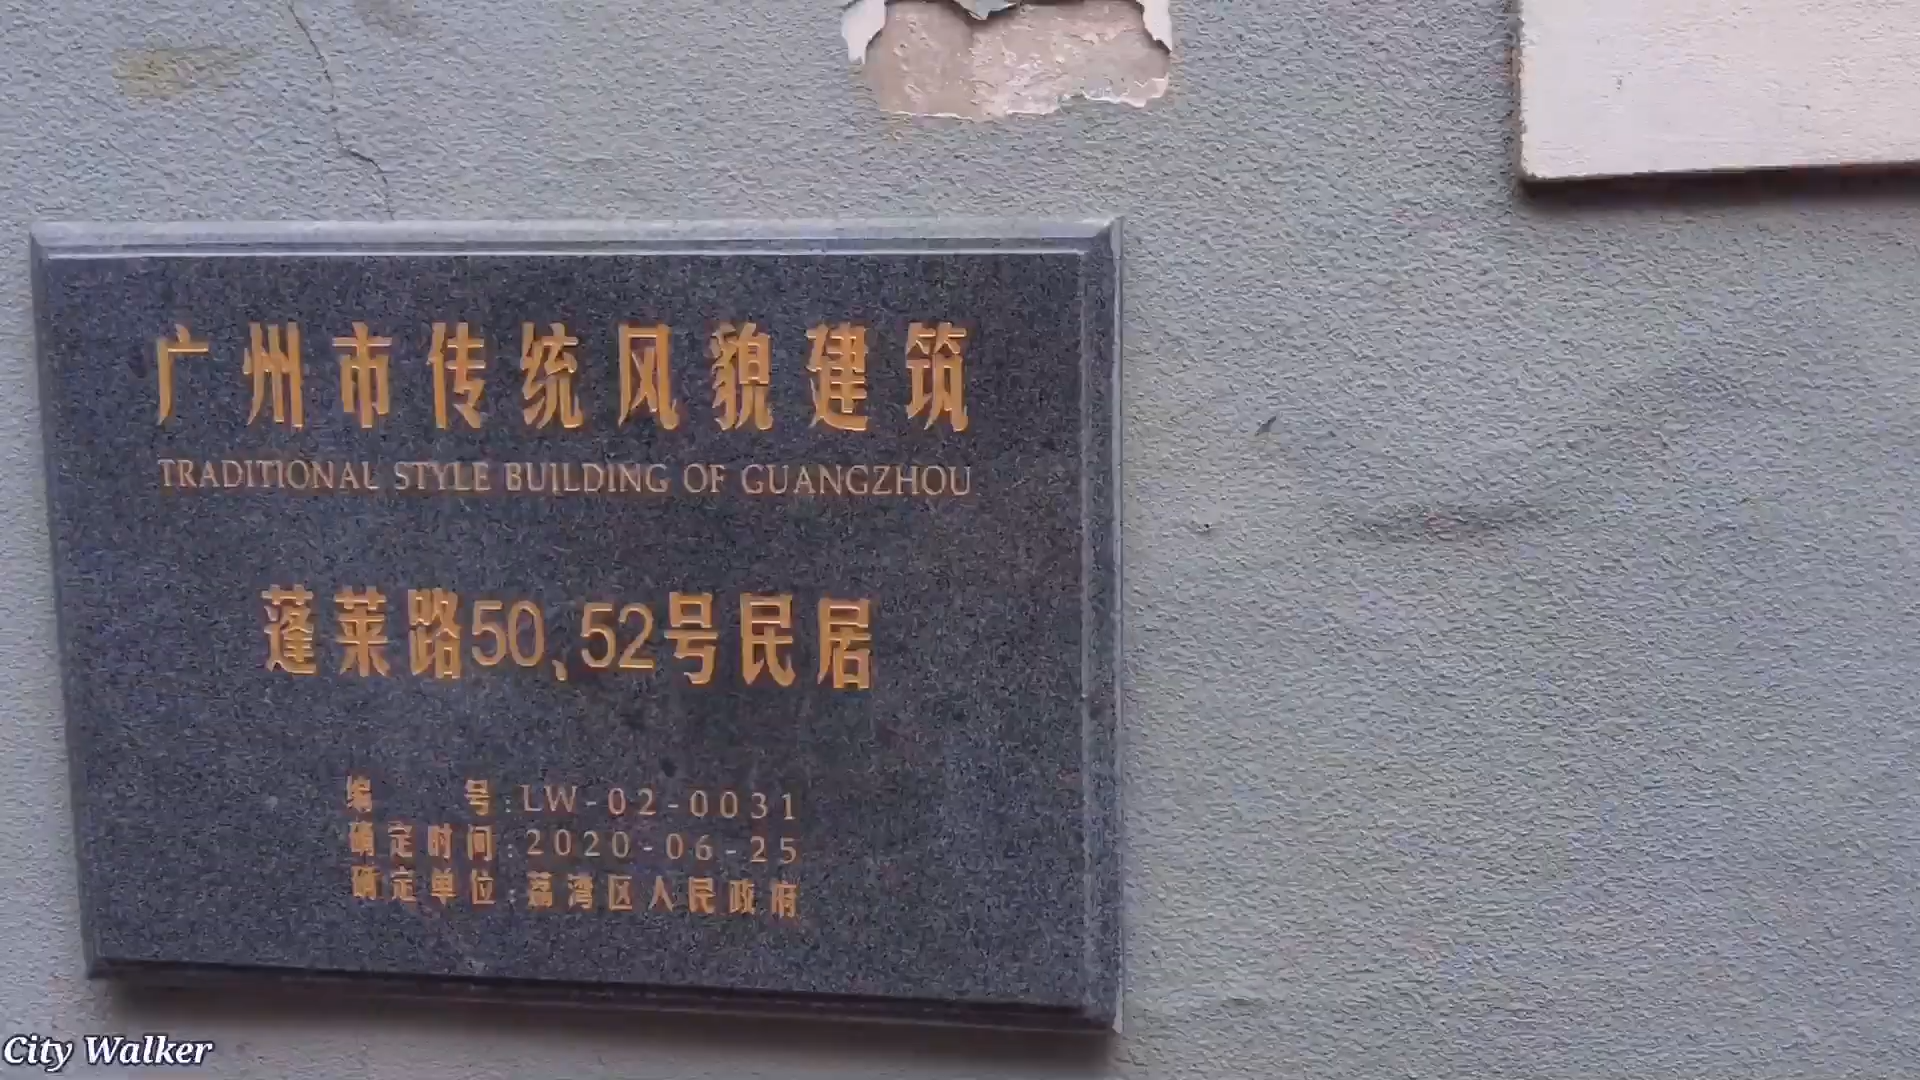 广州市传统风貌建筑
TRADITIONAL STYLE BUILDING OF GUANGZHOU
蓬莱路50、52号民居
编 号:LW-02-0031
确定时间:2020-06-25
确定单位:荔湾区人民政府
City Walker